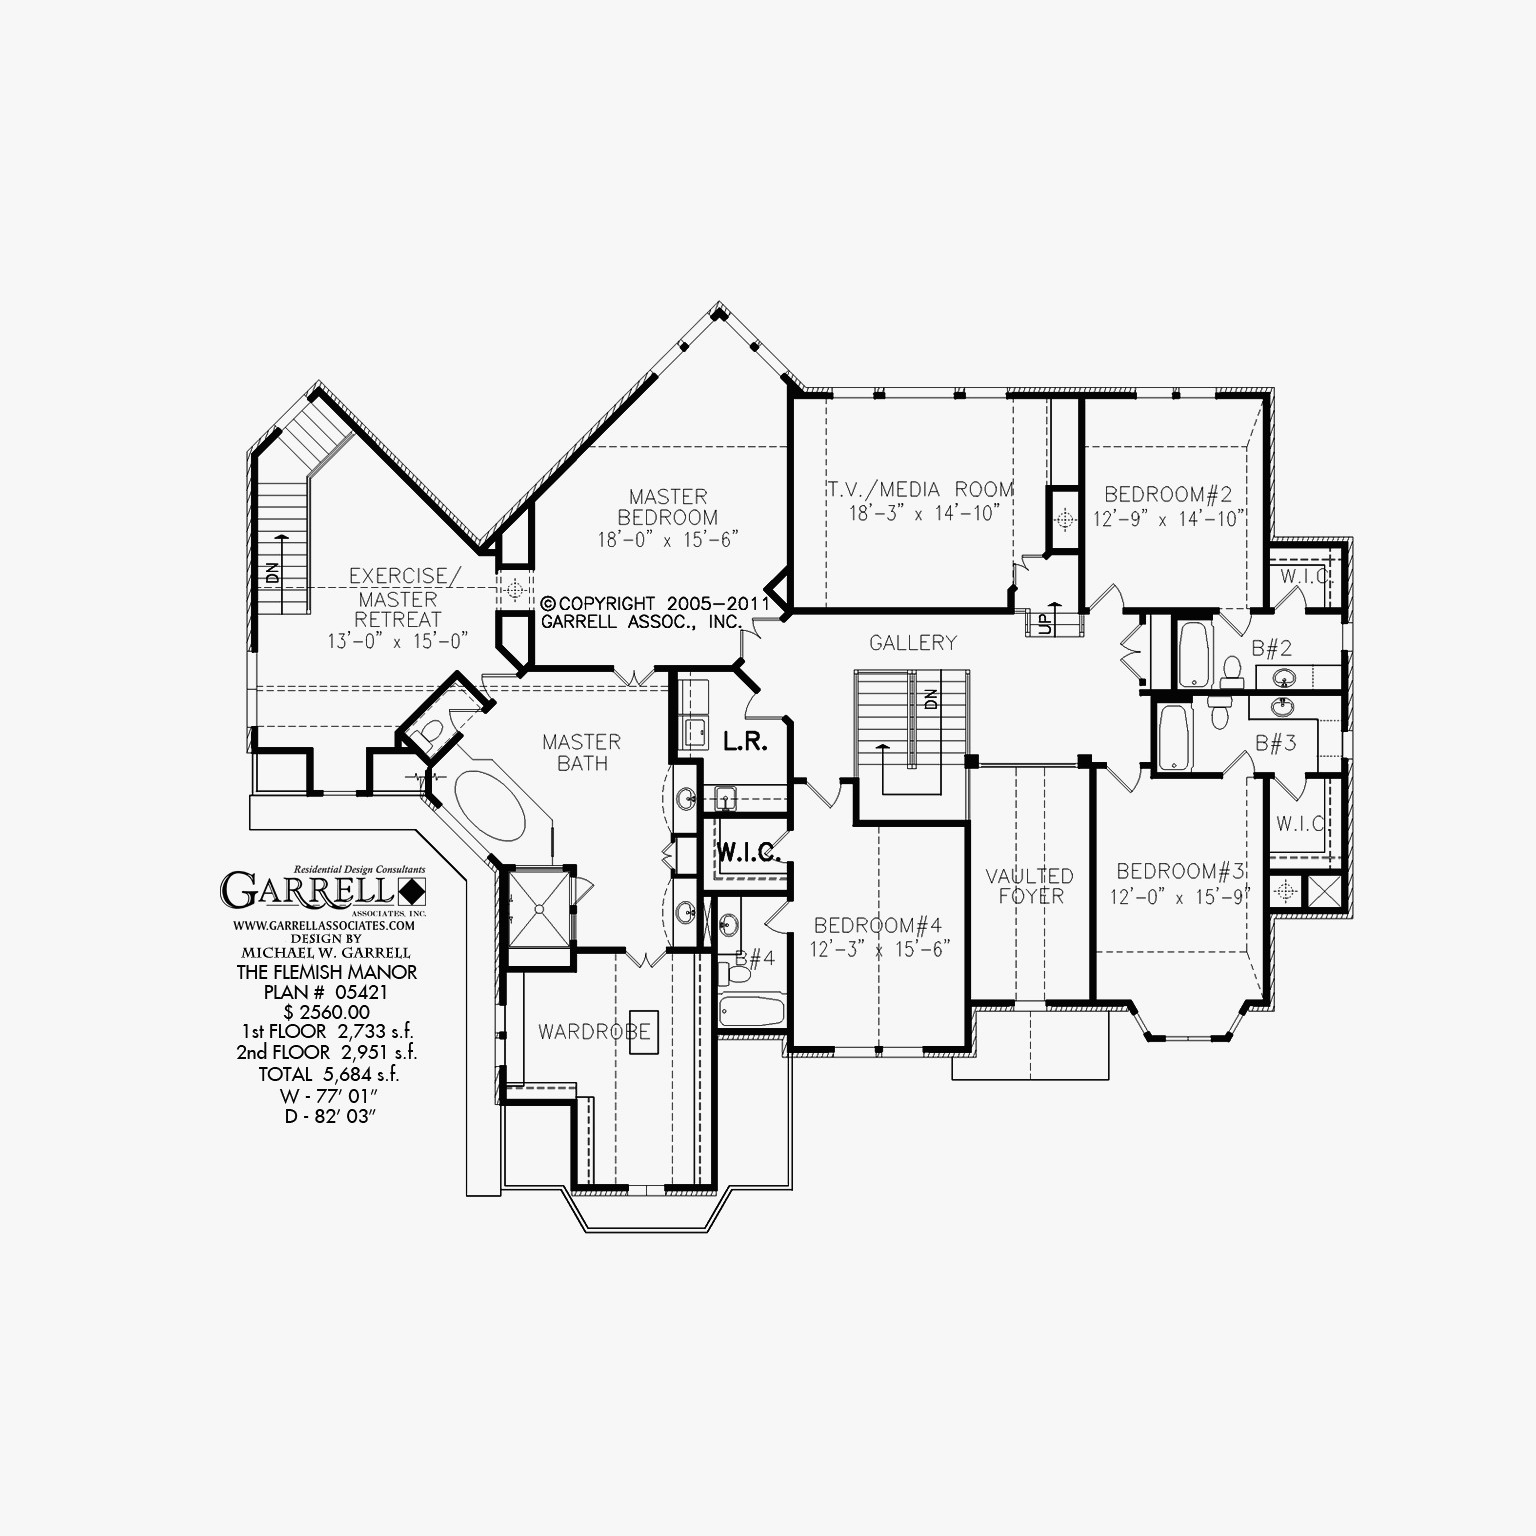 MASTER
BEDROOM
18'-0" x 15'-6"
T.V./MEDIA ROOM
18'-3" x 14'-10"
BEDROOM#2
12'-9" x 14'-10"
DN
EXERCISE/
MASTER
RETREAT
13'-0" x 15'-0"
©COPYRIGHT 2005-2011
GARRELL ASSOC., INC.
W.I.C.
GALLERY
UP
B#2
DN
MASTER
BATH
L.R.
B#3
W.I.C.
W.I.C.
BEDROOM#3
12'-0" x 15'-9"
VAULTED
FOYER
BEDROOM#4
12'-3" x 15'-6"
B#4
WARDROBE
Residential Design Consultants
GARRELL
ASSOCIATES, INC.
WWW.GARRELLASSOCIATES.COM
DESIGN BY
MICHAEL W. GARRELL
THE FLEMISH MANOR
PLAN # 05421
$ 2560.00
1st FLOOR 2,733 s.f.
2nd FLOOR 2,951 s.f.
TOTAL 5,684 s.f.
W - 77' 01"
D - 82' 03"